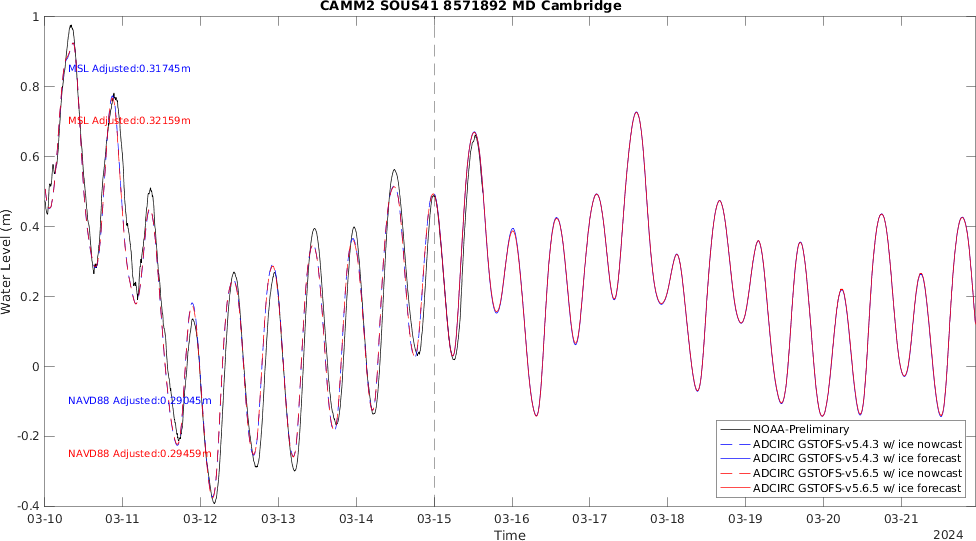 CAMM2 SOUS41 8571892 MD Cambridge
1
0.8
0.6
0.4
0.2
0
-0.2
-0.4
Water Level (m)
MSL Adjusted:0.31745m
MSL Adjusted:0.32159m
NAVD88 Adjusted:0.29045m
NAVD88 Adjusted:0.29459m
NOAA-Preliminary
ADCIRC GSTOFS-v5.4.3 w/ ice nowcast
ADCIRC GSTOFS-v5.4.3 w/ ice forecast
ADCIRC GSTOFS-v5.6.5 w/ ice nowcast
ADCIRC GSTOFS-v5.6.5 w/ ice forecast
03-10 03-11 03-12 03-13 03-14 03-15 03-16 03-17 03-18 03-19 03-20 03-21
Time
2024